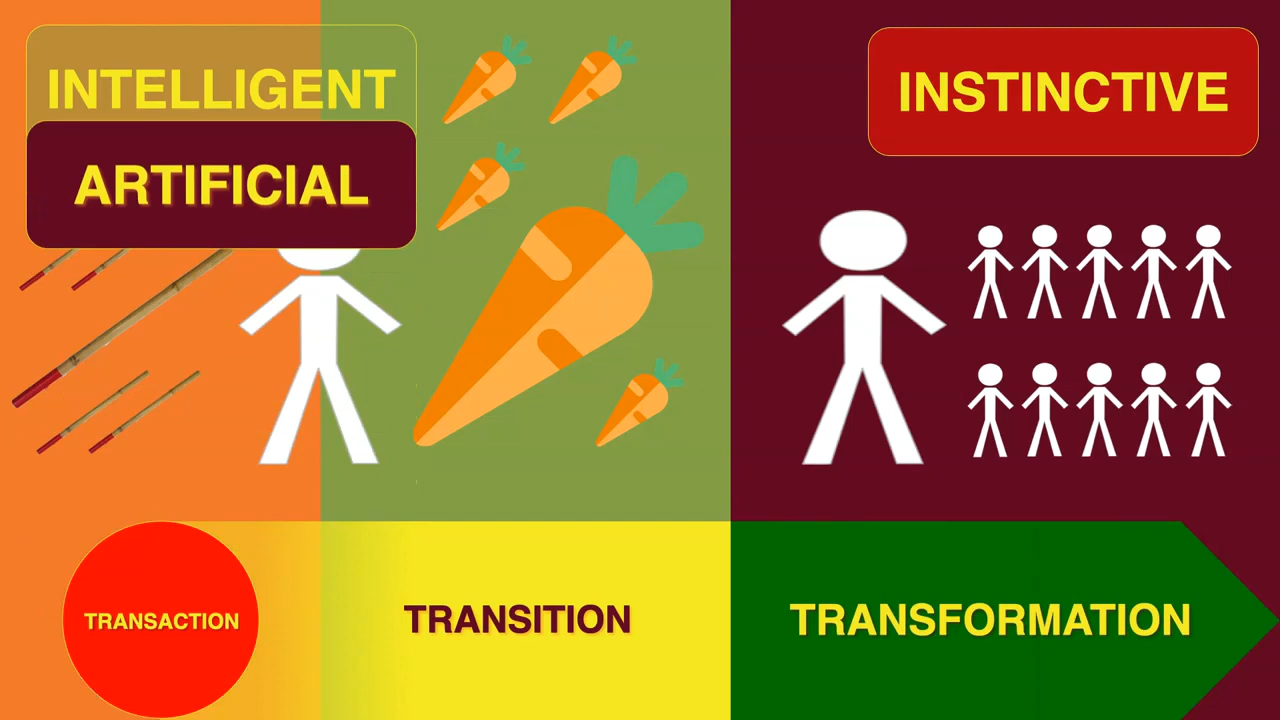 INTELLIGENT
ARTIFICIAL
INSTINCTIVE
TRANSACTION
TRANSITION
TRANSFORMATION